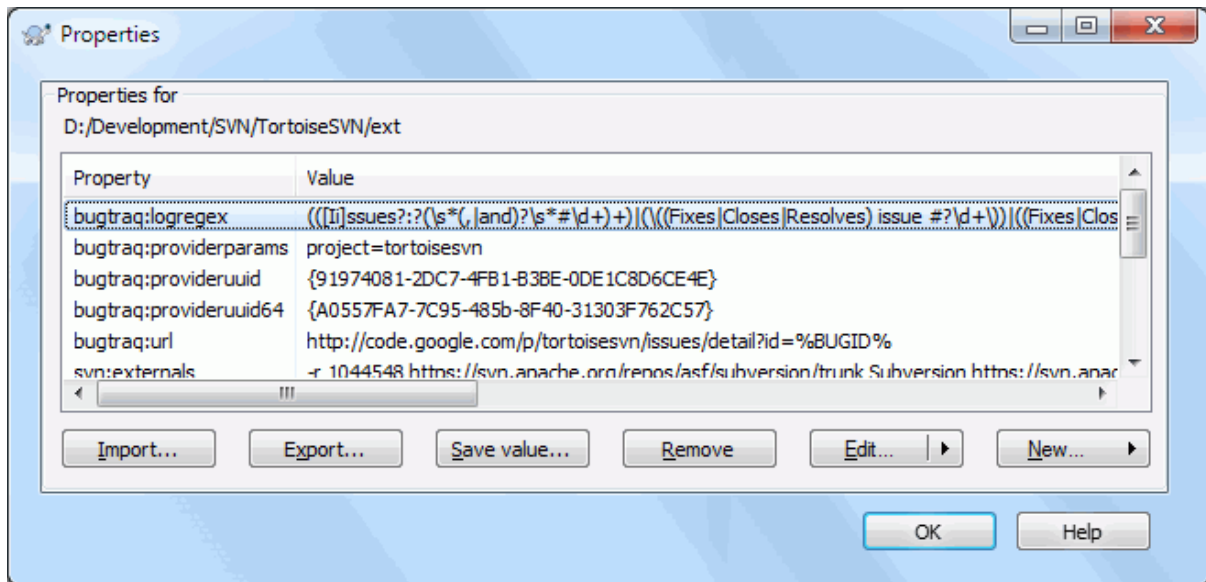 Properties
Properties for
D:/Development/SVN/TortoiseSVN/ext
Property Value
bugtraq:logregex (([Ii]ssues?:?(\s*(,|and)?\s*#\d+)+)|(\((Fixes|Closes|Resolves) issue #?\d+\))|((Fixes|Clos
bugtraq:providerparams project=tortoisesvn
bugtraq:provideruuid {91974081-2DC7-4FB1-B3BE-0DE1C8D6CE4E}
bugtraq:provideruuid64 {A0557FA7-7C95-485b-8F40-31303F762C57}
bugtraq:url http://code.google.com/p/tortoisesvn/issues/detail?id=%BUGID%
svn:externals -r 1044548 https://svn.apache.org/repos/asf/subversion/trunk Subversion https://svn.apac
Import... Export... Save value... Remove Edit... New...
OK Help